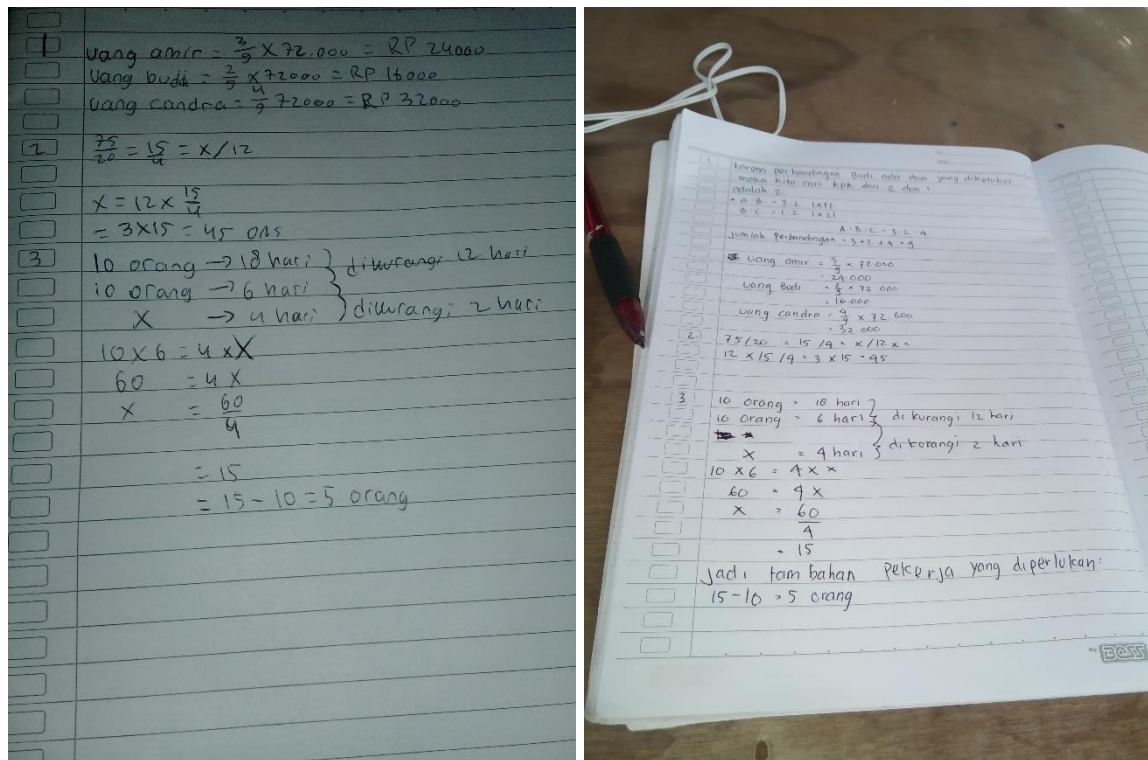 1
Uang amir = 3/9 X 72.000 = RP 24000
Uang budi = 2/9 x 72000 = RP 16000
Uang candra = 4/9 72000 = RP 32000
2
75/20 = 15/4 = x/12
x = 12 x 15/4
= 3 x 15 = 45 ons
3
10 orang → 18 hari } dikurangi 12 hari
10 orang → 6 hari
x → 4 hari } dikurangi 2 hari
10 x 6 = 4 x X
60 = 4 x
x = 60/4
= 15
= 15 - 10 = 5 orang
1
karena perbandingan Budi ada dua yang diketahui
maka kita cari kpk dari 2 dan 1
adalah 2
• A : B = 3 : 2 |x1|
B : C = 1 : 2 |x2|
A : B : C = 3 : 2 : 4
Jumlah perbandingan = 3 + 2 + 4 = 9
uang amir = 3/9 x 72.000
= 24.000
uang Budi = 2/9 x 72.000
= 16.000
uang candra = 4/9 x 72.000
= 32.000
2
75/20 = 15/4 = x/12 x =
12 x 15/4 = 3 x 15 = 45
3
10 orang = 18 hari }
10 orang = 6 hari } di kurangi 12 hari
x = 4 hari } di korangi 2 hari
10 x 6 = 4 x x
60 = 4 x
x = 60/4
= 15
Jadi tambahan pekerja yang diperlukan:
15 - 10 = 5 orang
BOSS